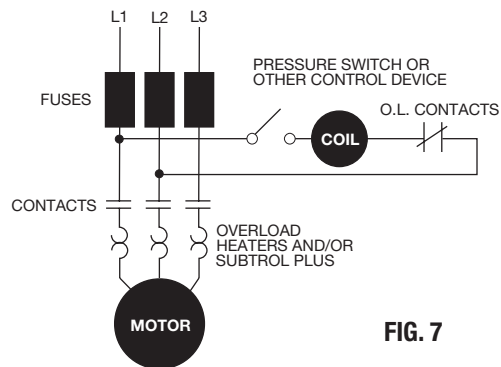 L1 L2 L3
PRESSURE SWITCH OR
OTHER CONTROL DEVICE
FUSES
O.L. CONTACTS
COIL
CONTACTS
OVERLOAD
HEATERS AND/OR
SUBTROL PLUS
MOTOR
FIG. 7